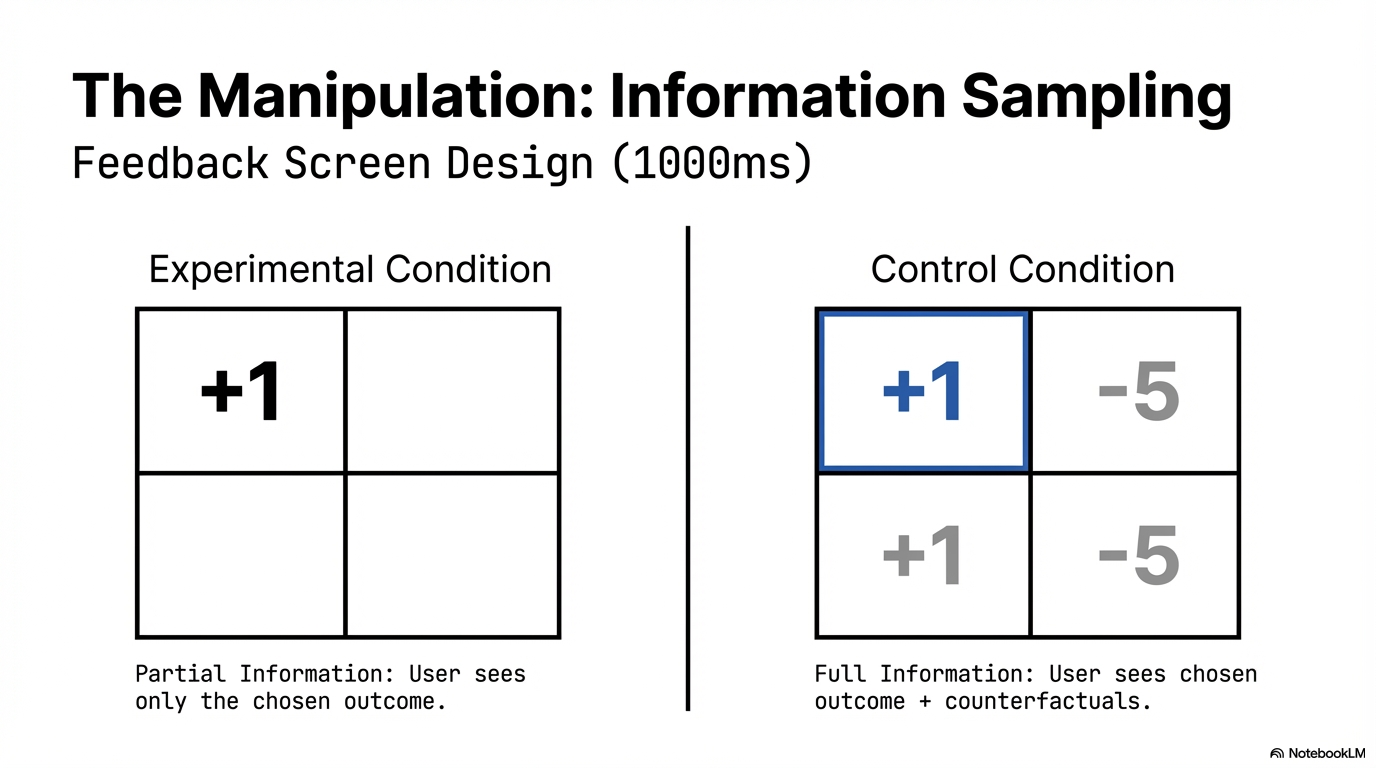 The Manipulation: Information Sampling
Feedback Screen Design (1000ms)
Experimental Condition
+1
Partial Information: User sees
only the chosen outcome.
Control Condition
+1 -5
+1 -5
Full Information: User sees chosen
outcome + counterfactuals.
NotebookLM